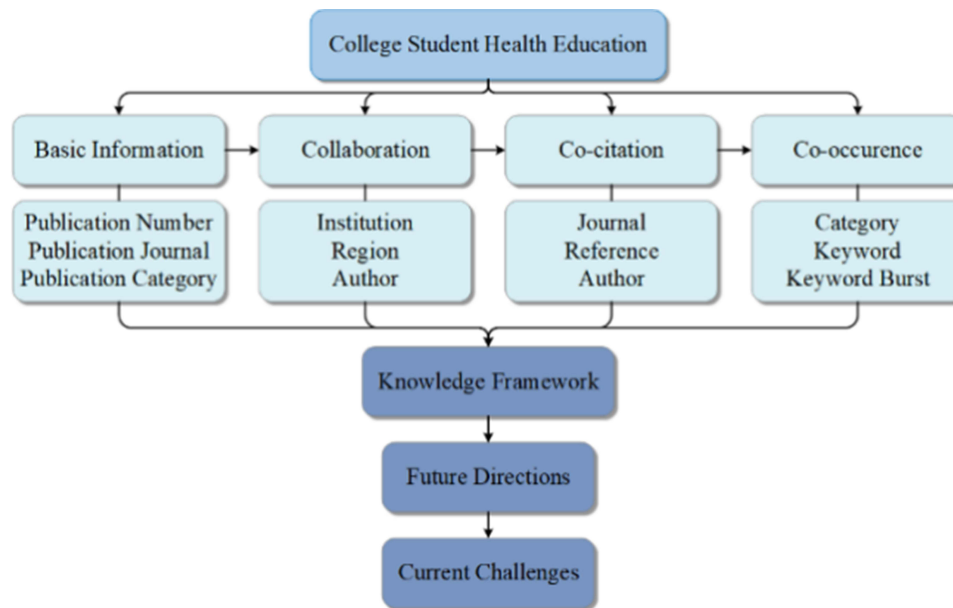 College Student Health Education
Basic Information
Collaboration
Co-citation
Co-occurence
Publication Number
Publication Journal
Publication Category
Institution
Region
Author
Journal
Reference
Author
Category
Keyword
Keyword Burst
Knowledge Framework
Future Directions
Current Challenges